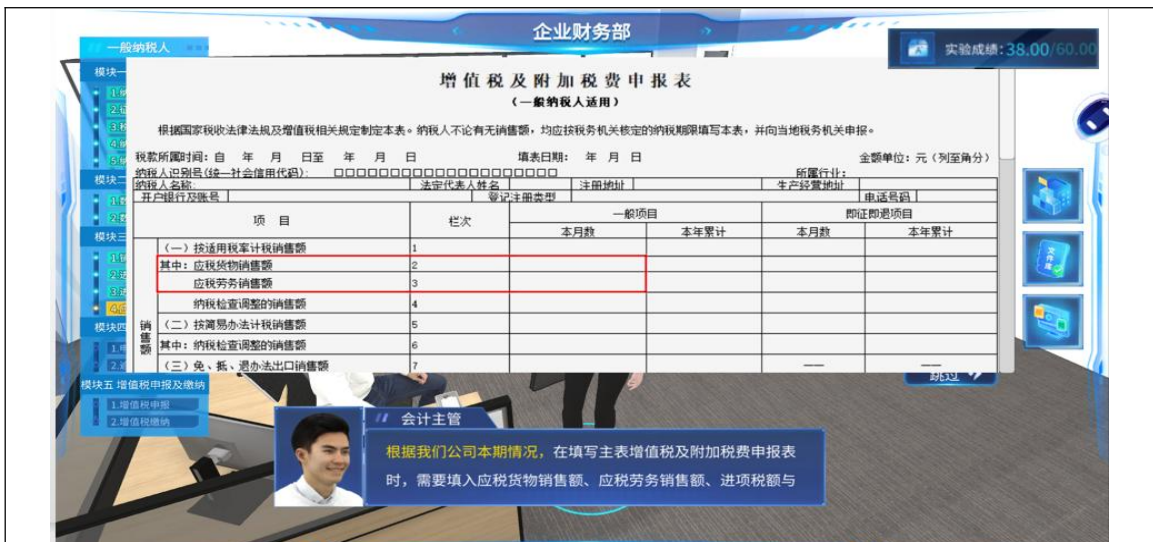 企业财务部
一般纳税人
实验成绩:38.00/60.00
模块一
增值税及附加税费申报表
（一般纳税人适用）
根据国家税收法律法规及增值税相关规定制定本表。纳税人不论有无销售额，均应按税务机关核定的纳税期限填写本表，并向当地税务机关申报。
税款所属时间：自 年 月 日至 年 月 日 填表日期： 年 月 日 金额单位：元（列至角分）
纳税人识别号(统一社会信用代码)： □□□□□□□□□□□□□□□□□□□□ 所属行业：
纳税人名称： 法定代表人姓名 注册地址 生产经营地址
开户银行及账号 登记注册类型 电话号码
项 目 栏次 一般项目 即征即退项目
本月数 本年累计 本月数 本年累计
（一）按适用税率计税销售额 1
其中：应税货物销售额 2
应税劳务销售额 3
纳税检查调整的销售额 4
销售额
（二）按简易办法计税销售额 5
其中：纳税检查调整的销售额 6
（三）免、抵、退办法出口销售额 7 —— ——
模块二
模块三
模块四
文件库
跳过
模块五 增值税申报及缴纳
1.增值税申报
2.增值税缴纳
会计主管
根据我们公司本期情况，在填写主表增值税及附加税费申报表
时，需要填入应税货物销售额、应税劳务销售额、进项税额与